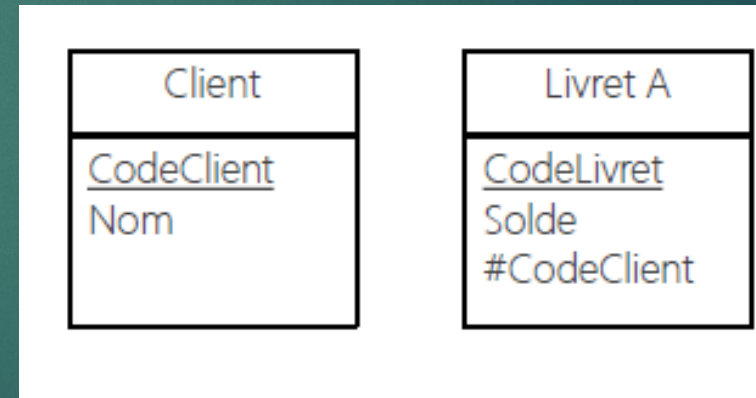 Client
CodeClient
Nom
Livret A
CodeLivret
Solde
#CodeClient